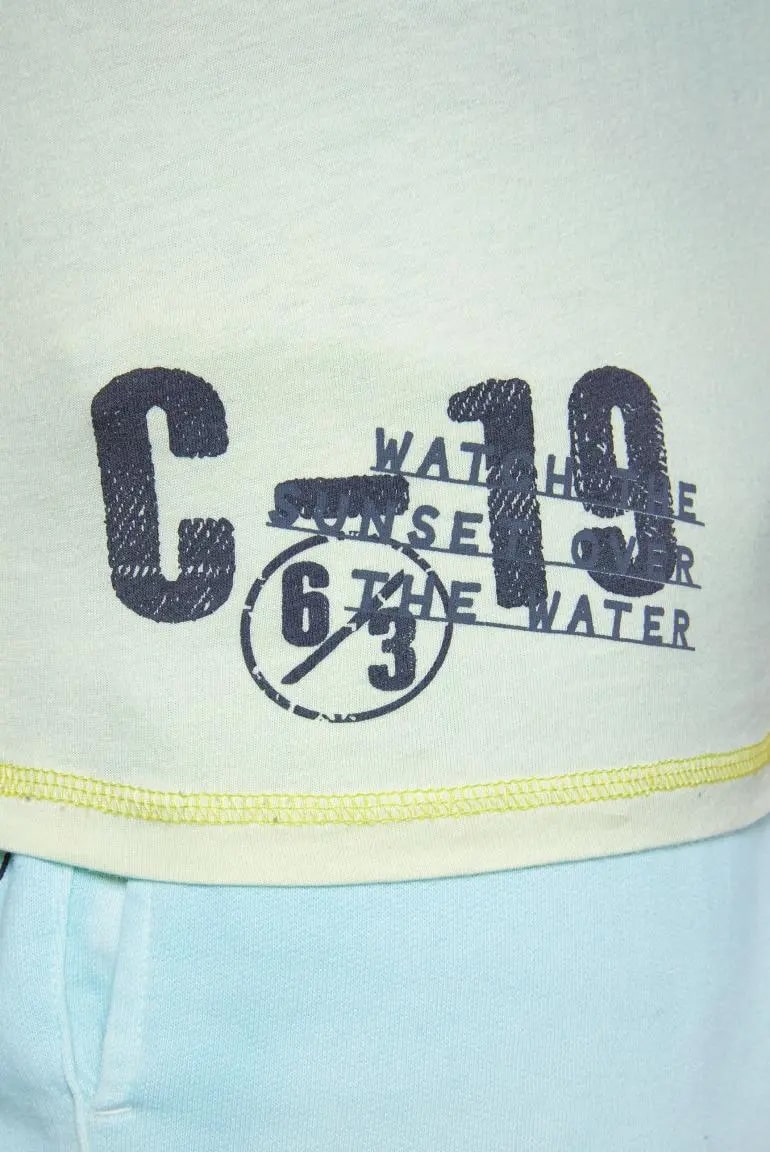 C-19
WATCH THE
SUNSET OVER
THE WATER
6/3